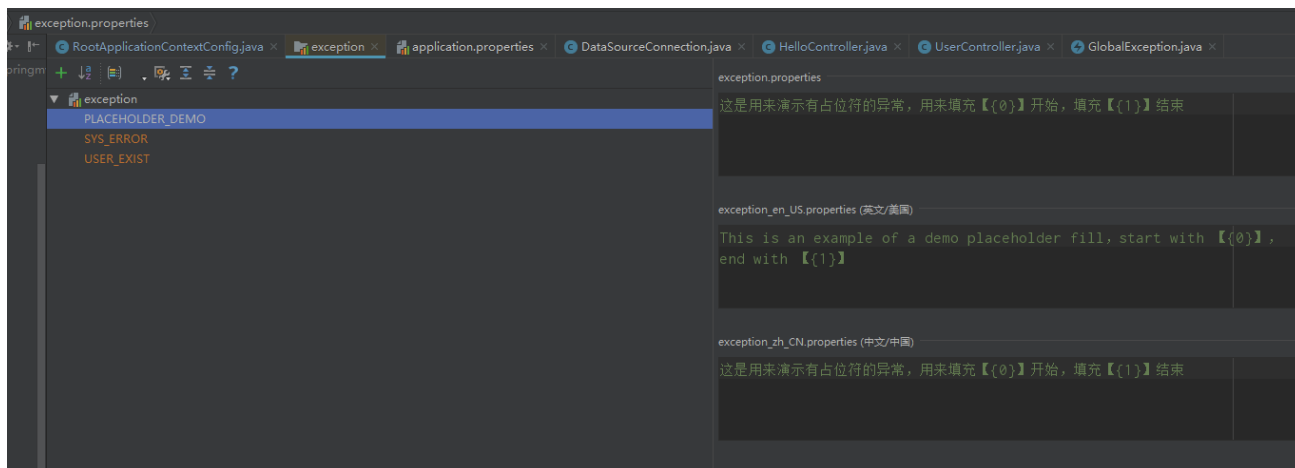 exception.properties
RootApplicationContextConfig.java × exception × application.properties × DataSourceConnection.java × HelloController.java × UserController.java × GlobalException.java ×
pringm
exception.properties
exception
这是用来演示有占位符的异常，用来填充【{0}】开始，填充【{1}】结束
PLACEHOLDER_DEMO
SYS_ERROR
USER_EXIST
exception_en_US.properties (英文/美国)
This is an example of a demo placeholder fill，start with 【{0}】，
end with 【{1}】
exception_zh_CN.properties (中文/中国)
这是用来演示有占位符的异常，用来填充【{0}】开始，填充【{1}】结束